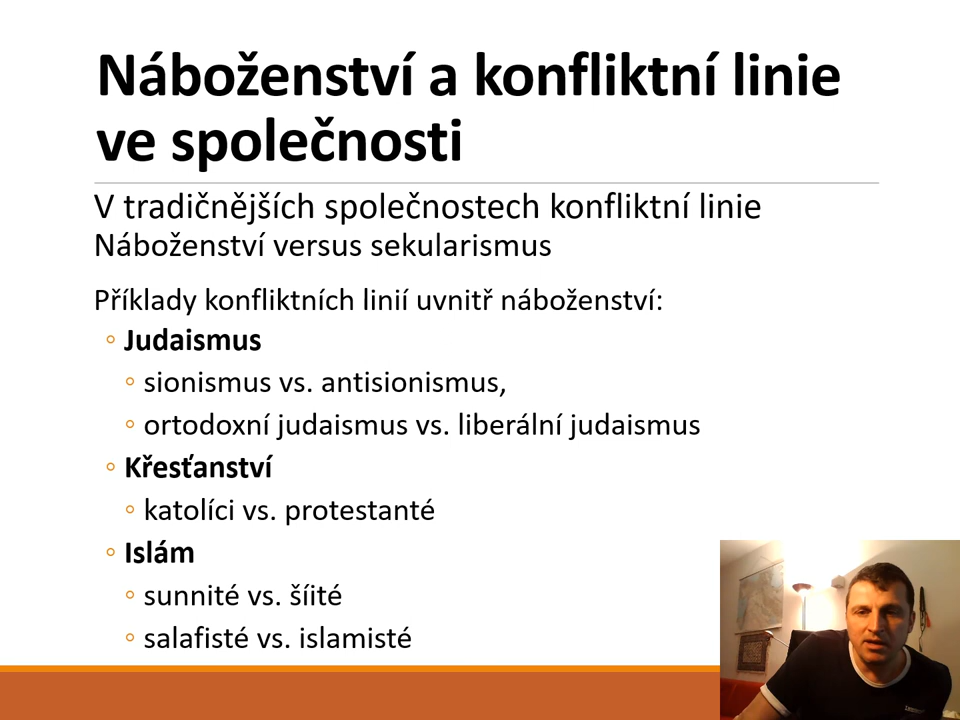 Náboženství a konfliktní linie
ve společnosti
V tradičnějších společnostech konfliktní linie
Náboženství versus sekularismus
Příklady konfliktních linií uvnitř náboženství:
◦ Judaismus
◦ sionismus vs. antisionismus,
◦ ortodoxní judaismus vs. liberální judaismus
◦ Křesťanství
◦ katolíci vs. protestanté
◦ Islám
◦ sunnité vs. šíité
◦ salafisté vs. islamisté